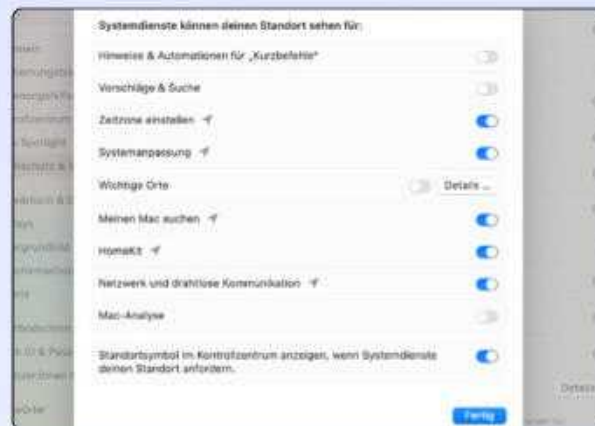 Systemdienste können deinen Standort sehen für:
Hinweise & Automationen für „Kurzbefehle“
Vorschläge & Suche
Zeitzone einstellen
Systemanpassung
Wichtige Orte
Details ...
Meinen Mac suchen
HomeKit
Netzwerk und drahtlose Kommunikation
Mac-Analyse
Standortsymbol im Kontrollzentrum anzeigen, wenn Systemdienste
deinen Standort anfordern.
Details
Fertig